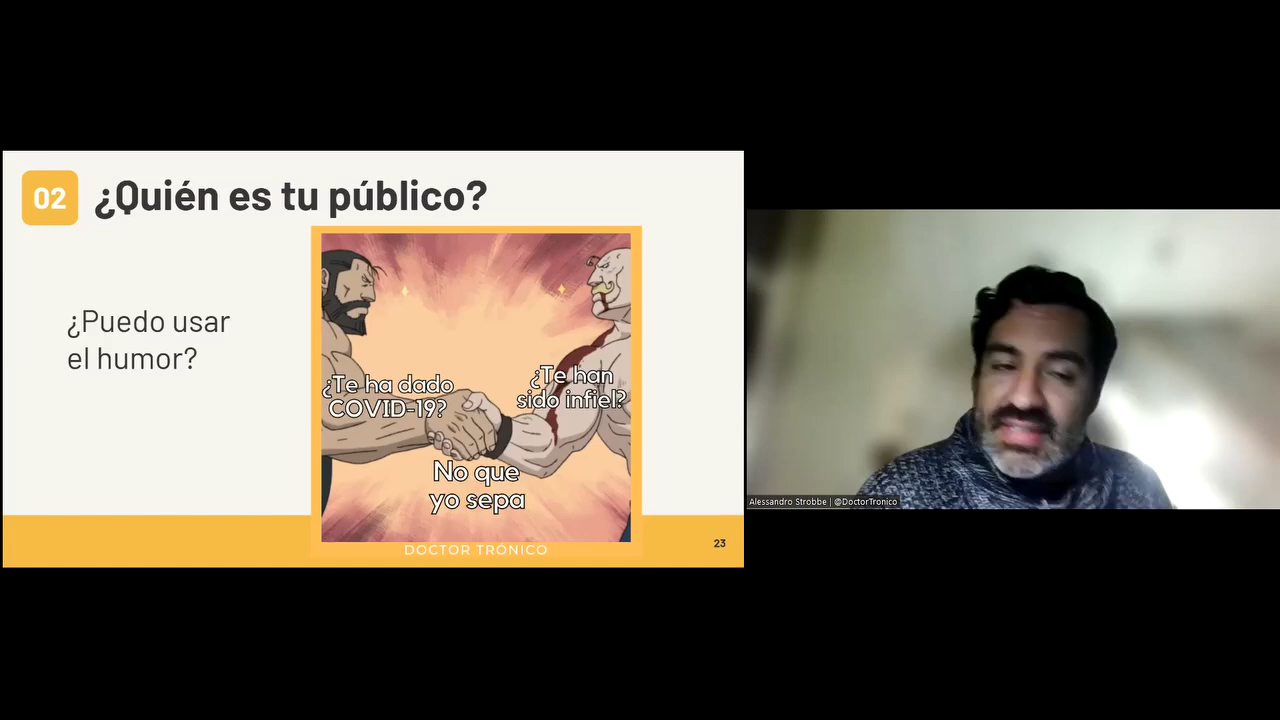 02
¿Quién es tu público?
¿Puedo usar
el humor?
¿Te ha dado
COVID-19?
¿Te han
sido infiel?
No que
yo sepa
DOCTOR TRÓNICO
23
Alessandro Strobbe | @DoctorTronico